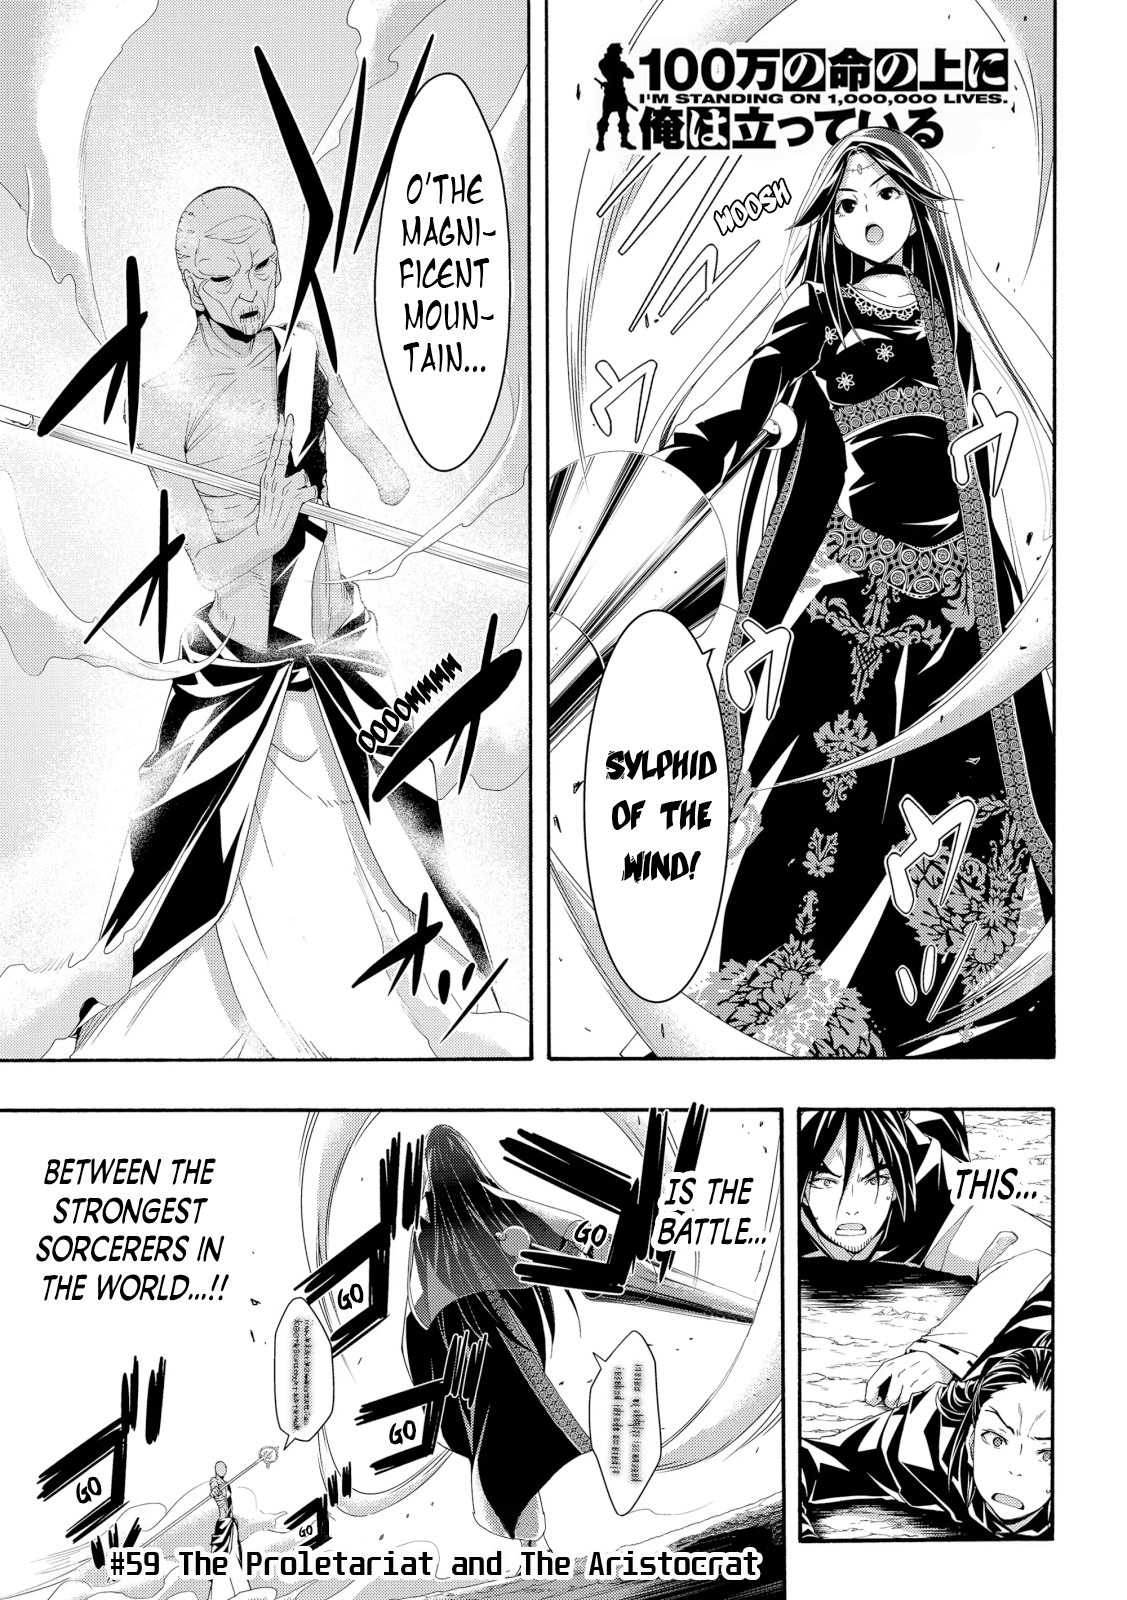 100万の命の上に
I'M STANDING ON 1,000,000 LIVES.
俺は立っている
WOOSH
SYLPHID
OF THE
WIND!
O'THE
MAGNI-
FICENT
MOUN-
TAIN...
OOOOMMMM
THIS...
IS THE
BATTLE...
GO
GO
GO
GO
GO
GO
BETWEEN THE
STRONGEST
SORCERERS IN
THE WORLD...!!
#59 The Proletariat and The Aristocrat